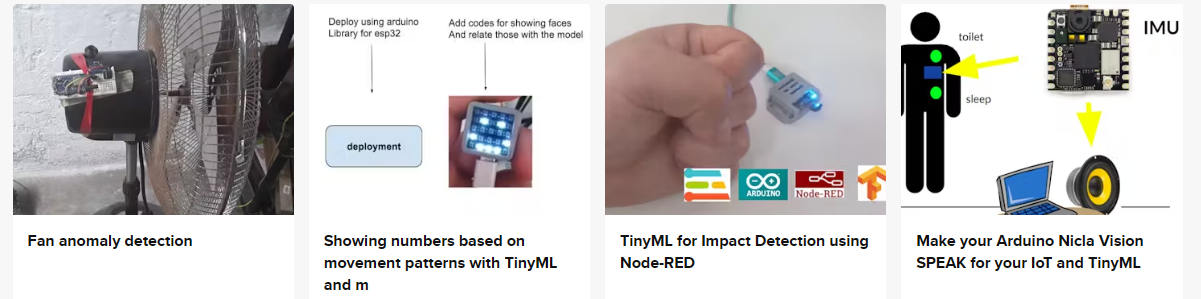 Fan anomaly detection
Deploy using arduino
Library for esp32
Add codes for showing faces
And relate those with the model
deployment
Showing numbers based on
movement patterns with TinyML
and m
ARDUINO
Node-RED
TinyML for Impact Detection using
Node-RED
toilet
IMU
sleep
Make your Arduino Nicla Vision
SPEAK for your IoT and TinyML